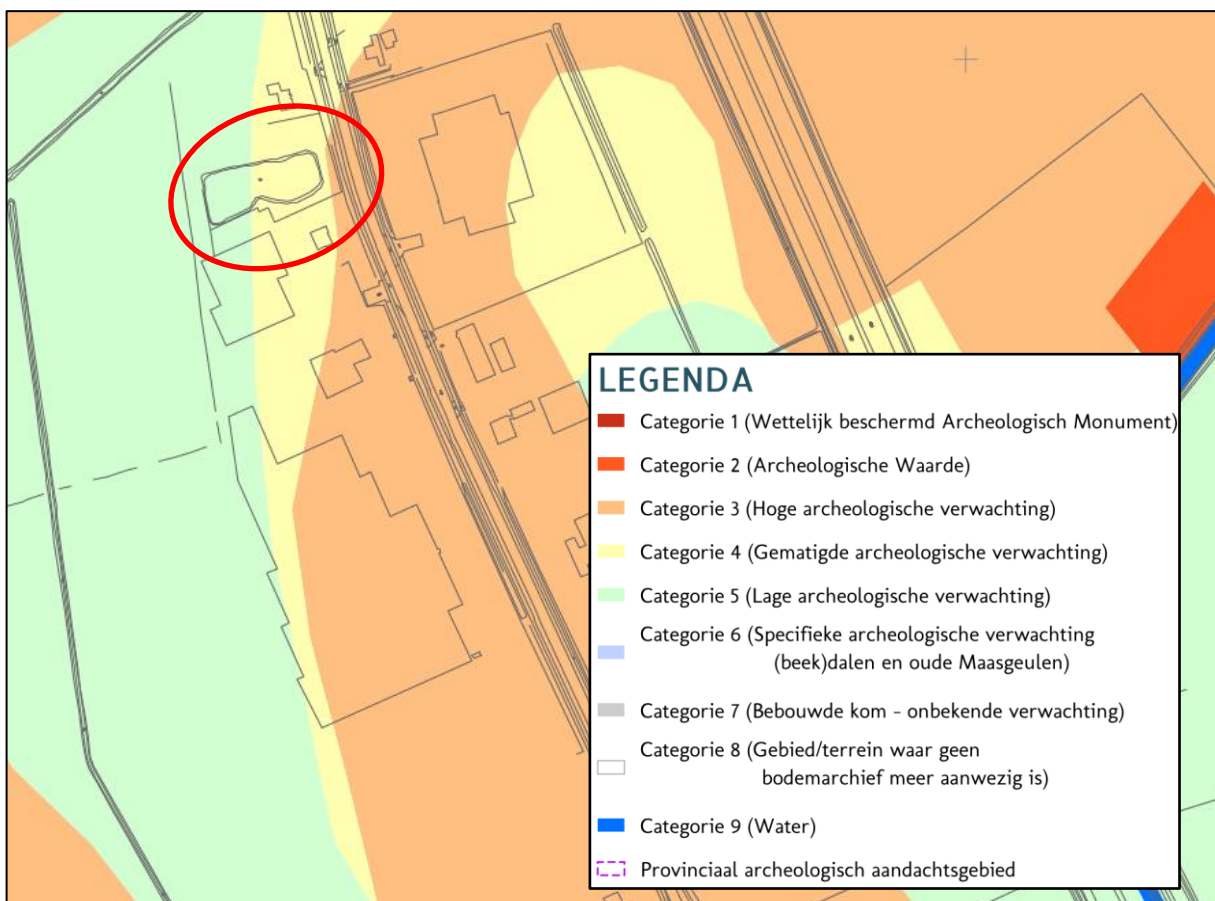 LEGENDA
Categorie 1 (Wettelijk beschermd Archeologisch Monument)
Categorie 2 (Archeologische Waarde)
Categorie 3 (Hoge archeologische verwachting)
Categorie 4 (Gematigde archeologische verwachting)
Categorie 5 (Lage archeologische verwachting)
Categorie 6 (Specifieke archeologische verwachting
(beek)dalen en oude Maasgeulen)
Categorie 7 (Bebouwde kom - onbekende verwachting)
Categorie 8 (Gebied/terrein waar geen
bodemarchief meer aanwezig is)
Categorie 9 (Water)
Provinciaal archeologisch aandachtsgebied